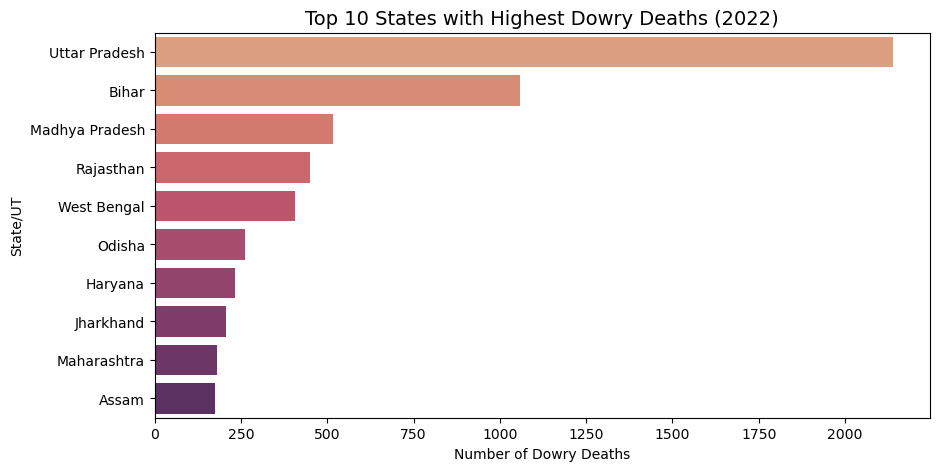 Top 10 States with Highest Dowry Deaths (2022)
State/UT
Uttar Pradesh
Bihar
Madhya Pradesh
Rajasthan
West Bengal
Odisha
Haryana
Jharkhand
Maharashtra
Assam
0 250 500 750 1000 1250 1500 1750 2000
Number of Dowry Deaths